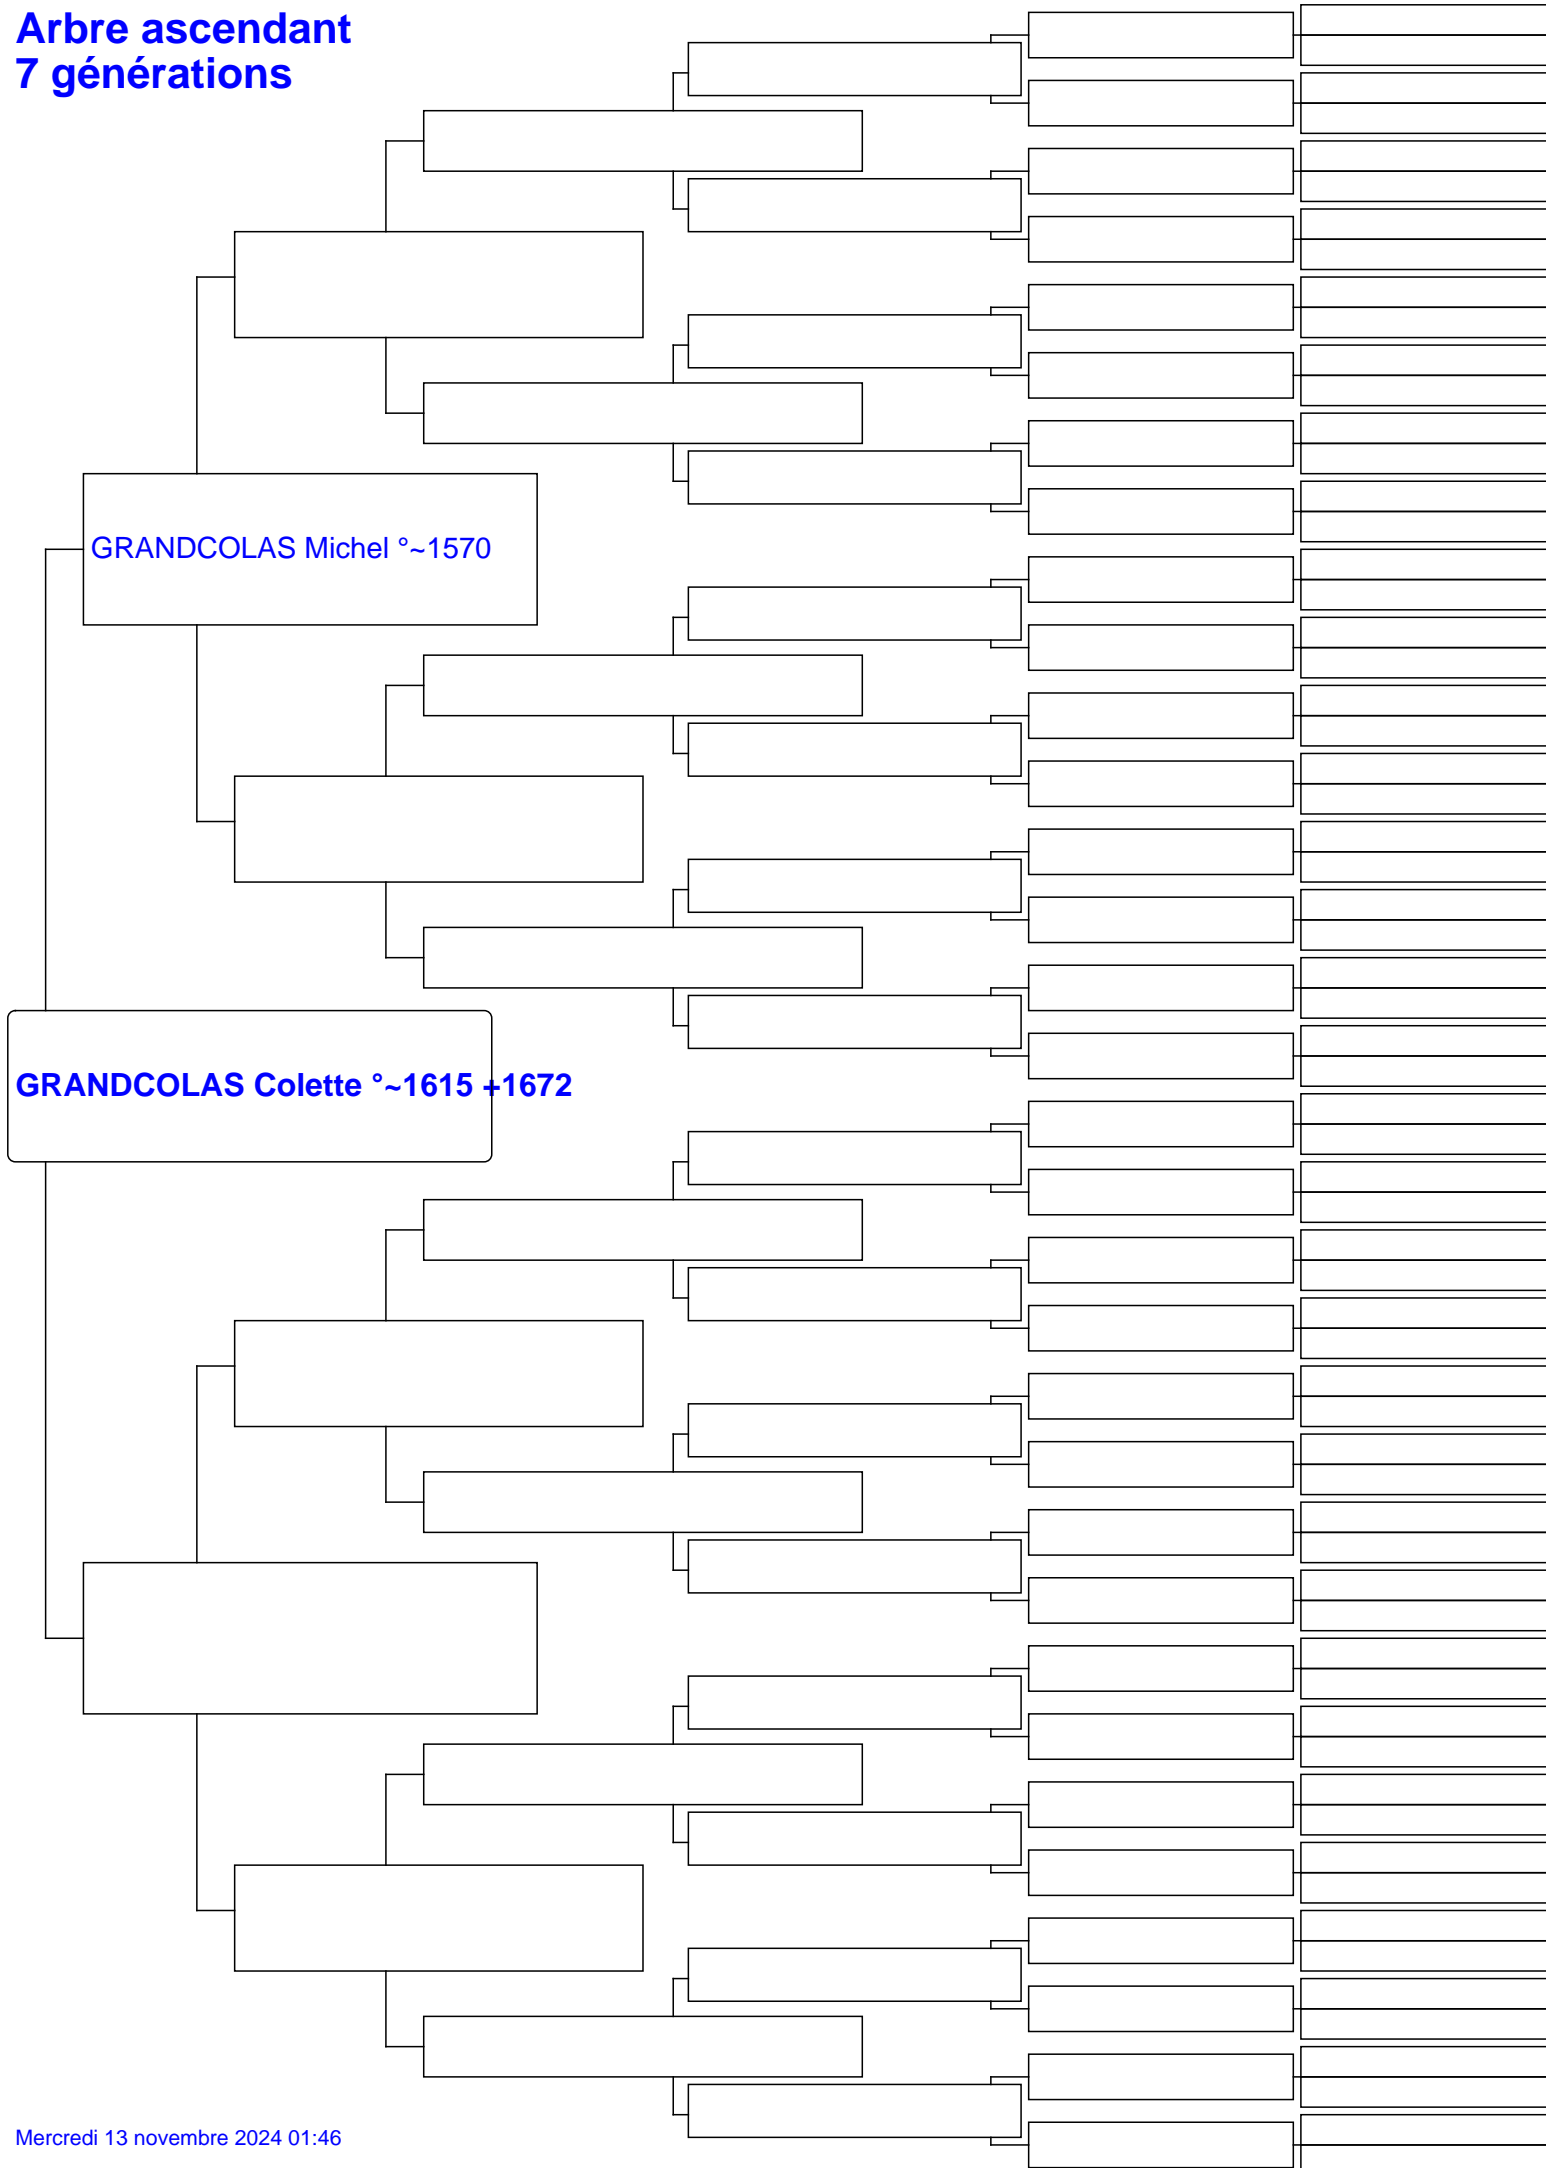 Arbre ascendant
7 générations
GRANDCOLAS Michel °~1570
GRANDCOLAS Colette °~1615 +1672
Mercredi 13 novembre 2024 01:46